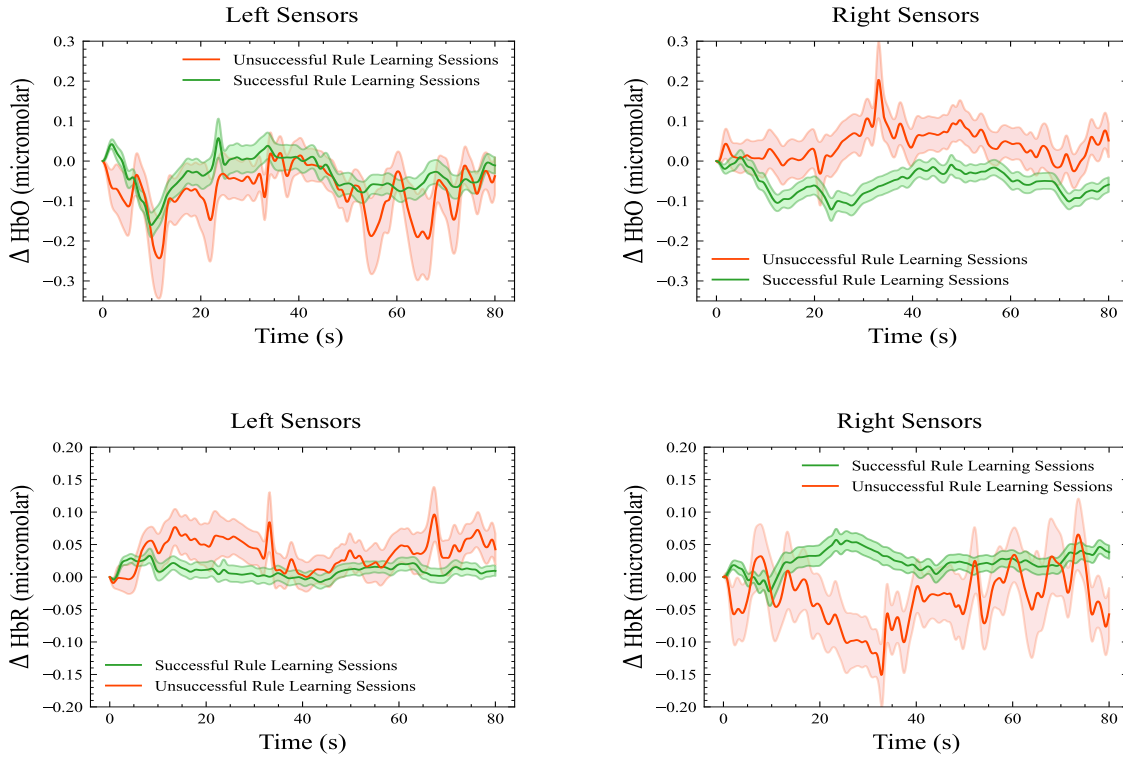 Left Sensors
Δ HbO (micromolar)
0.3
0.2
0.1
0.0
−0.1
−0.2
−0.3
Unsuccessful Rule Learning Sessions
Successful Rule Learning Sessions
0 20 40 60 80
Time (s)
Right Sensors
Δ HbO (micromolar)
0.3
0.2
0.1
0.0
−0.1
−0.2
−0.3
Unsuccessful Rule Learning Sessions
Successful Rule Learning Sessions
0 20 40 60 80
Time (s)
Left Sensors
Δ HbR (micromolar)
0.20
0.15
0.10
0.05
0.00
−0.05
−0.10
−0.15
−0.20
Successful Rule Learning Sessions
Unsuccessful Rule Learning Sessions
0 20 40 60 80
Time (s)
Right Sensors
Δ HbR (micromolar)
0.20
0.15
0.10
0.05
0.00
−0.05
−0.10
−0.15
−0.20
Successful Rule Learning Sessions
Unsuccessful Rule Learning Sessions
0 20 40 60 80
Time (s)